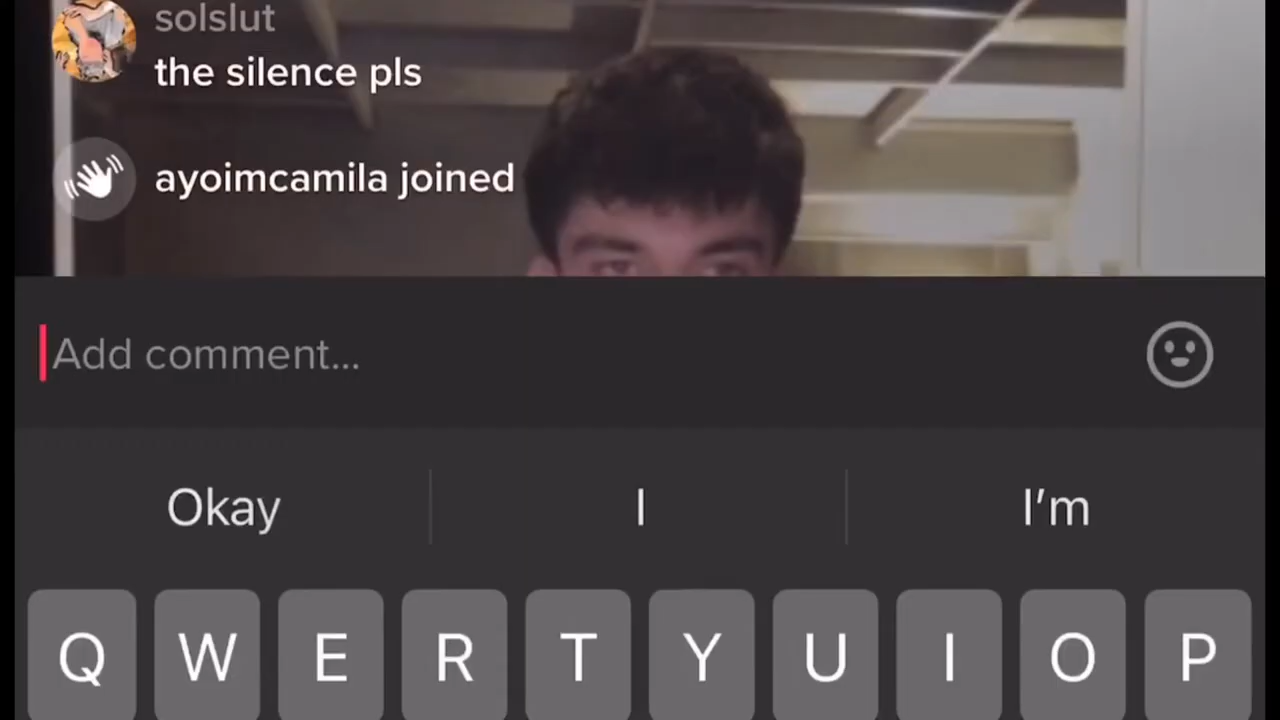 solslut
the silence pls
ayoimcamila joined
Add comment...
Okay
I
I'm
Q W E R T Y U I O P